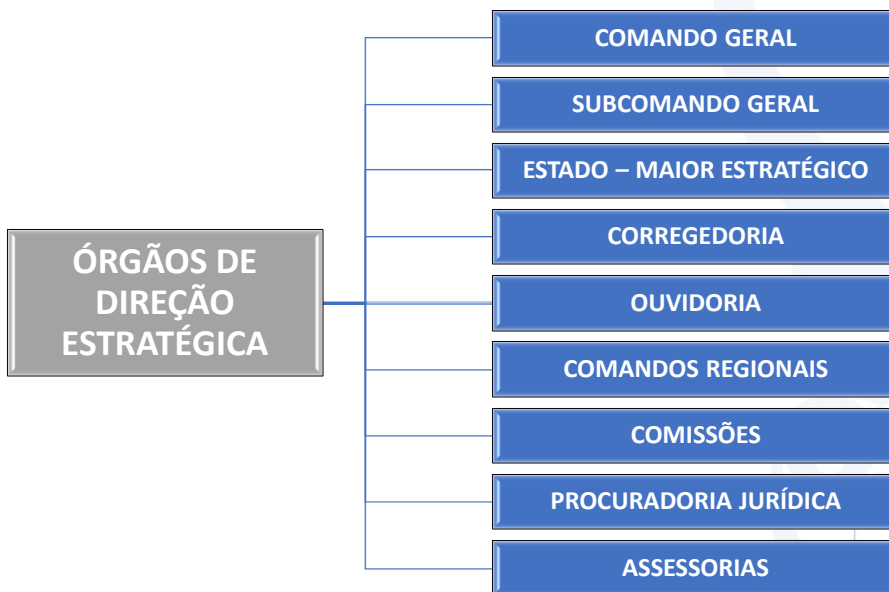 COMANDO GERAL
SUBCOMANDO GERAL
ESTADO – MAIOR ESTRATÉGICO
CORREGEDORIA
ÓRGÃOS DE
DIREÇÃO
ESTRATÉGICA
OUVIDORIA
COMANDOS REGIONAIS
COMISSÕES
PROCURADORIA JURÍDICA
ASSESSORIAS